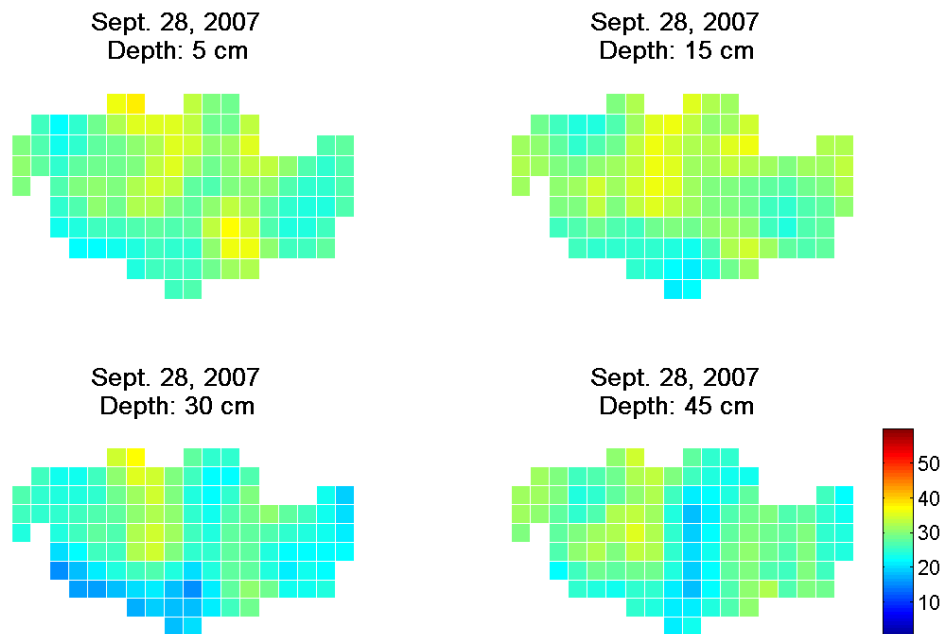 Sept. 28, 2007
Depth: 5 cm
Sept. 28, 2007
Depth: 15 cm
Sept. 28, 2007
Depth: 30 cm
Sept. 28, 2007
Depth: 45 cm
50
40
30
20
10